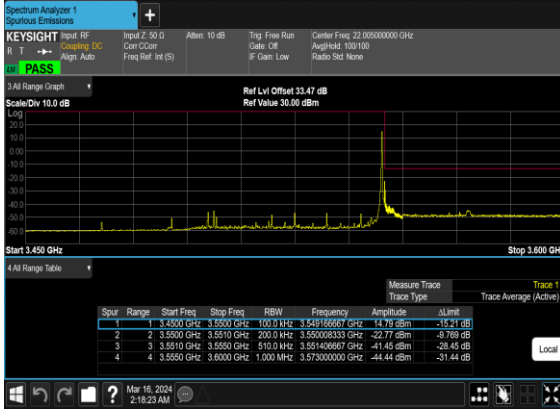 Spectrum Analyzer 1
Spurious Emissions
+
KEYSIGHT Input: RF Input Z: 50 Ω Atten: 10 dB Trig: Free Run Center Freq: 22.005000000 GHz
R T Coupling: DC Corr CCorr Gate: Off Avg|Hold: 100/100
Align: Auto Freq Ref: Int (S) IF Gain: Low Radio Std: None
PASS
3 All Range Graph
Ref Lvl Offset 33.47 dB
Scale/Div 10.0 dB Ref Value 30.00 dBm
Log
20.0
10.0
0.00
-10.0
-20.0
-30.0
-40.0
-50.0
-60.0
Start 3.450 GHz Stop 3.600 GH
4 All Range Table
Measure Trace Trace 1
Trace Type Trace Average (Active)
Spur Range Start Freq Stop Freq RBW Frequency Amplitude ΔLimit
1 1 3.4500 GHz 3.5500 GHz 100.0 kHz 3.549166667 GHz 14.79 dBm -15.21 dB
2 2 3.5500 GHz 3.5510 GHz 200.0 kHz 3.550008333 GHz -22.77 dBm -9.769 dB
3 3 3.5510 GHz 3.5550 GHz 510.0 kHz 3.551406667 GHz -41.45 dBm -28.45 dB
4 4 3.5550 GHz 3.6000 GHz 1.000 MHz 3.573000000 GHz -44.44 dBm -31.44 dB
Local
? Mar 16, 2024
2:18:23 AM